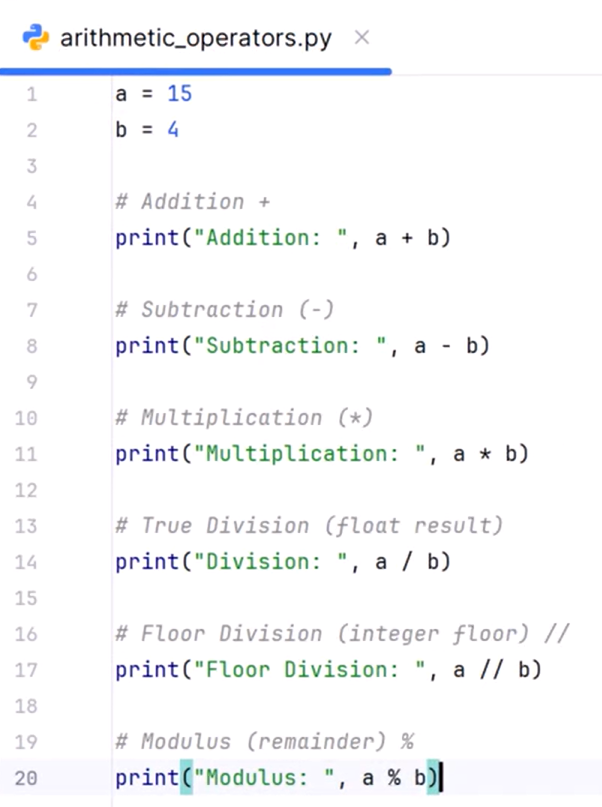 arithmetic_operators.py ×
1 a = 15
2 b = 4
3
4 # Addition +
5 print("Addition: ", a + b)
6
7 # Subtraction (-)
8 print("Subtraction: ", a - b)
9
10 # Multiplication (*)
11 print("Multiplication: ", a * b)
12
13 # True Division (float result)
14 print("Division: ", a / b)
15
16 # Floor Division (integer floor) //
17 print("Floor Division: ", a // b)
18
19 # Modulus (remainder) %
20 print("Modulus: ", a % b)